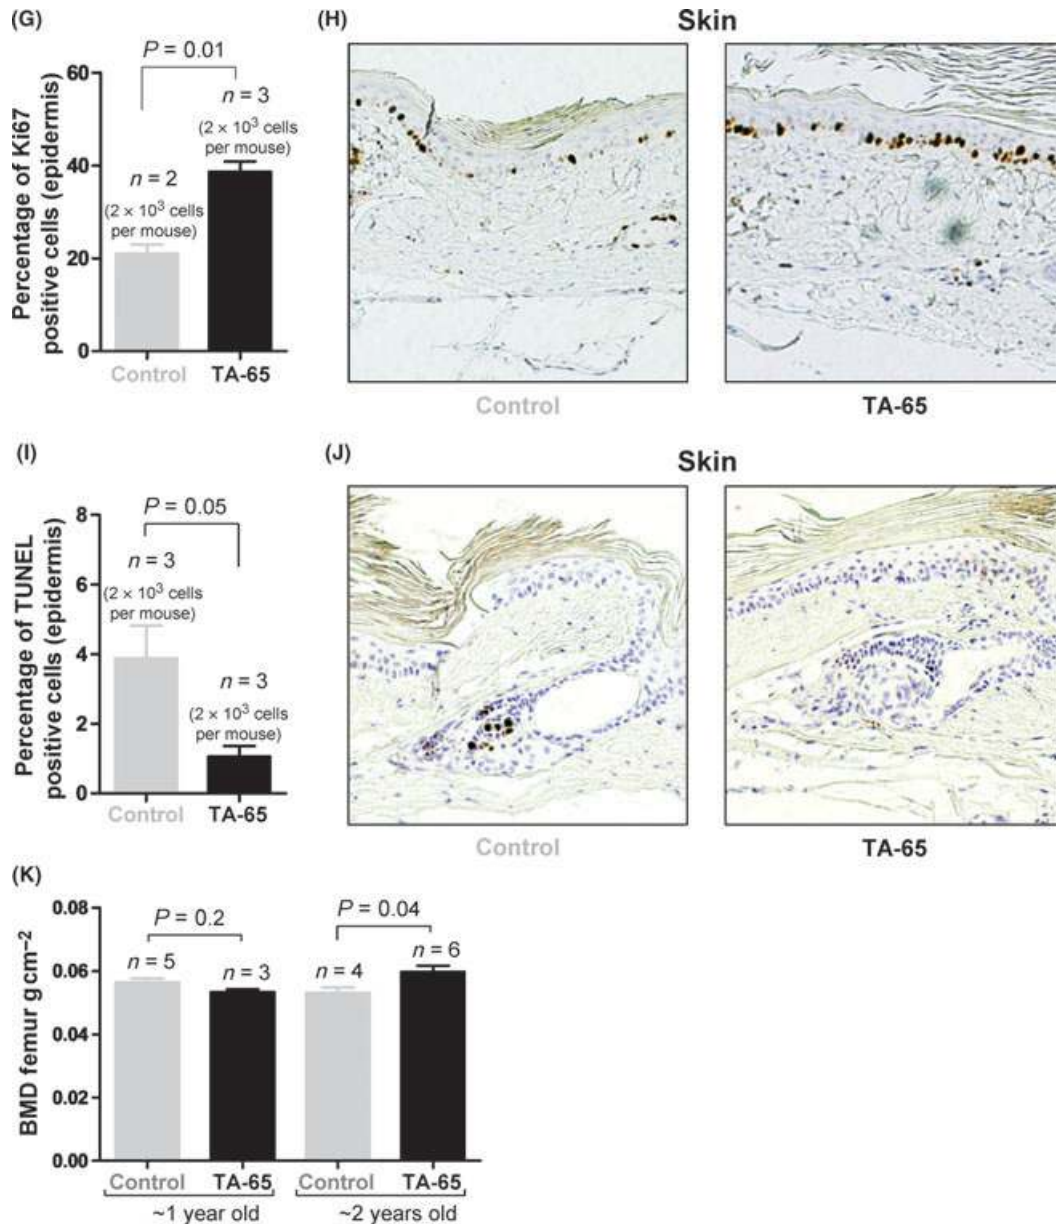 (G)
P = 0.01
n = 3
(2 × 10³ cells
per mouse)
n = 2
(2 × 10³ cells
per mouse)
Percentage of Ki67
positive cells (epidermis)
60
40
20
0
Control
TA-65
(H)
Skin
Control
TA-65
(I)
P = 0.05
n = 3
(2 × 10³ cells
per mouse)
n = 3
(2 × 10³ cells
per mouse)
Percentage of TUNEL
positive cells (epidermis)
8
6
4
2
0
Control
TA-65
(J)
Skin
Control
TA-65
(K)
BMD femur gcm⁻²
0.08
0.06
0.04
0.02
0.00
P = 0.2
n = 5
n = 3
P = 0.04
n = 4
n = 6
Control
TA-65
Control
TA-65
~1 year old
~2 years old